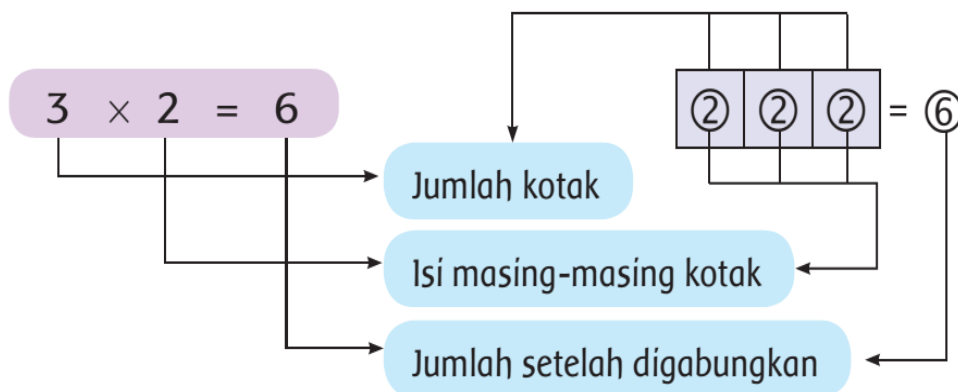 3 × 2 = 6
② ② ② = ⑥
Jumlah kotak
Isi masing-masing kotak
Jumlah setelah digabungkan